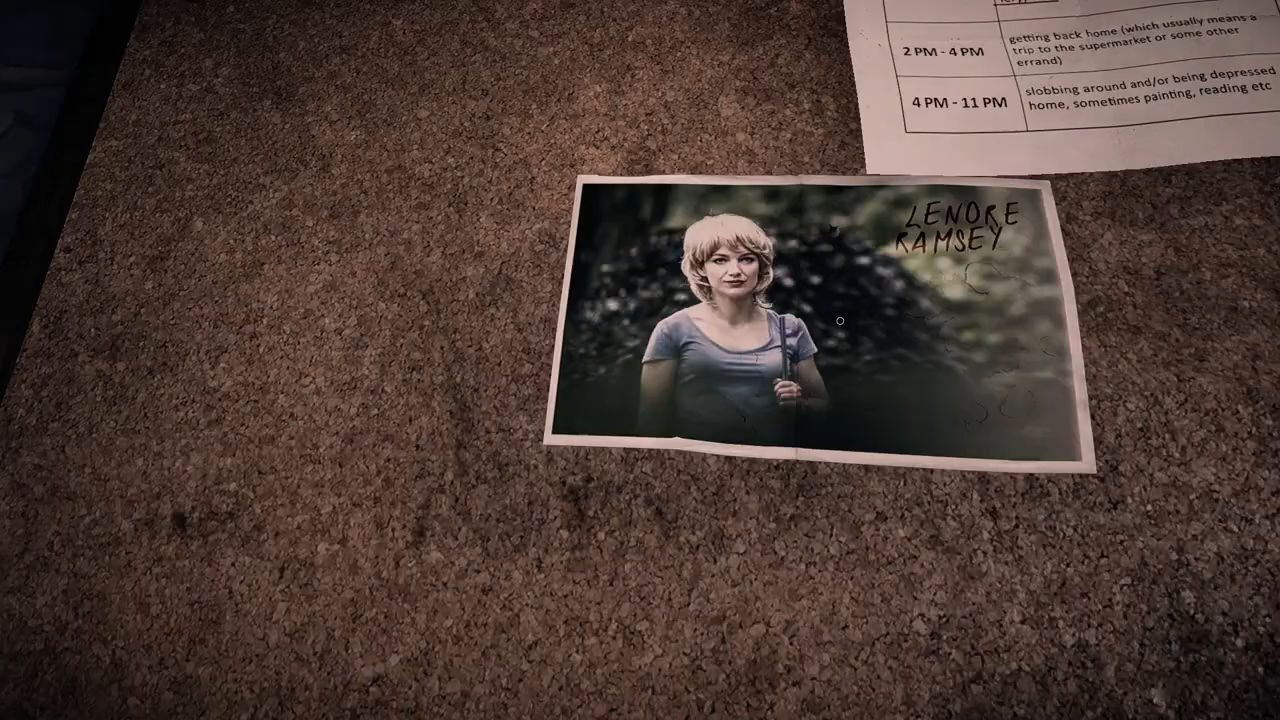 2 PM - 4 PM
getting back home (which usually means a
trip to the supermarket or some other
errand)
4 PM - 11 PM
slobbing around and/or being depressed
home, sometimes painting, reading etc
LENORE
RAMSEY